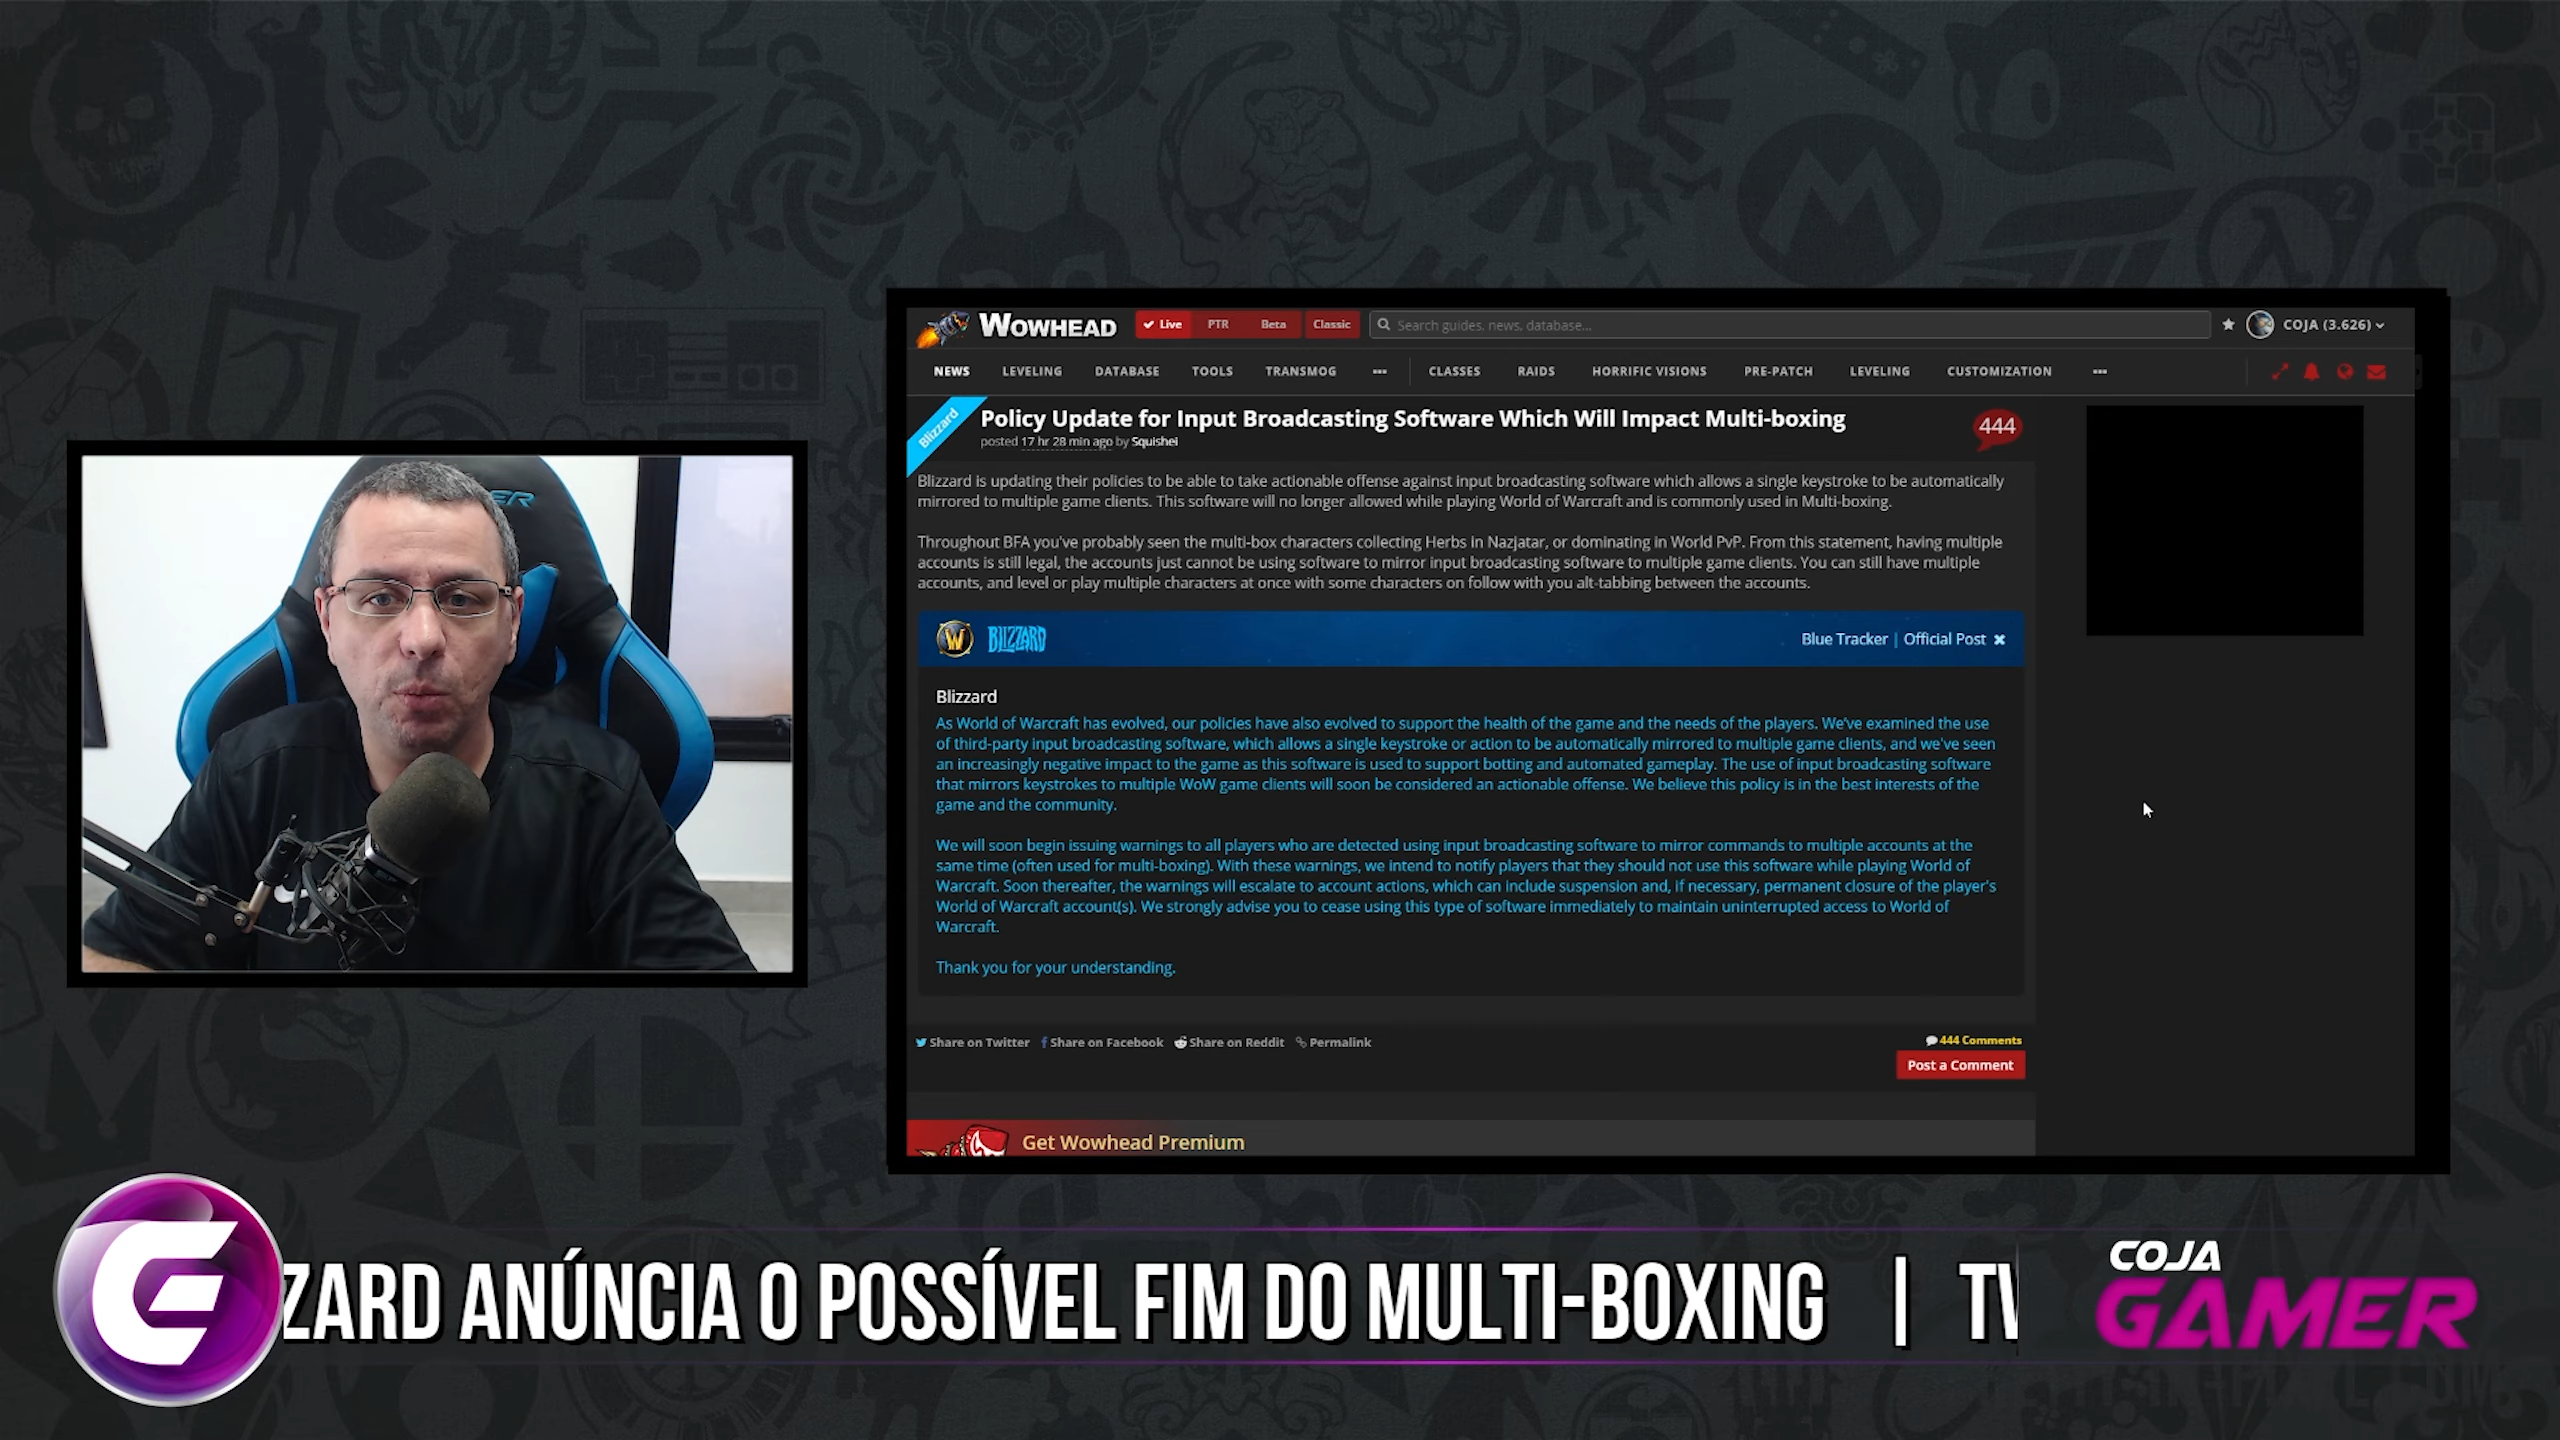 WOWHEAD
Live PTR Beta Classic
Search guides, news, database...
COJA (3.626)
NEWS LEVELING DATABASE TOOLS TRANSMOG ... CLASSES RAIDS HORRIFIC VISIONS PRE-PATCH LEVELING CUSTOMIZATION ...
Blizzard
Policy Update for Input Broadcasting Software Which Will Impact Multi-boxing
444
posted 17 hr 28 min ago by Squishei
Blizzard is updating their policies to be able to take actionable offense against input broadcasting software which allows a single keystroke to be automatically
mirrored to multiple game clients. This software will no longer allowed while playing World of Warcraft and is commonly used in Multi-boxing.
Throughout BFA you've probably seen the multi-box characters collecting Herbs in Nazjatar, or dominating in World PvP. From this statement, having multiple
accounts is still legal, the accounts just cannot be using software to mirror input broadcasting software to multiple game clients. You can still have multiple
accounts, and level or play multiple characters at once with some characters on follow with you alt-tabbing between the accounts.
W BLIZZARD
Blue Tracker | Official Post ✖
Blizzard
As World of Warcraft has evolved, our policies have also evolved to support the health of the game and the needs of the players. We've examined the use
of third-party input broadcasting software, which allows a single keystroke or action to be automatically mirrored to multiple game clients, and we've seen
an increasingly negative impact to the game as this software is used to support botting and automated gameplay. The use of input broadcasting software
that mirrors keystrokes to multiple WoW game clients will soon be considered an actionable offense. We believe this policy is in the best interests of the
game and the community.
We will soon begin issuing warnings to all players who are detected using input broadcasting software to mirror commands to multiple accounts at the
same time (often used for multi-boxing). With these warnings, we intend to notify players that they should not use this software while playing World of
Warcraft. Soon thereafter, the warnings will escalate to account actions, which can include suspension and, if necessary, permanent closure of the player's
World of Warcraft account(s). We strongly advise you to cease using this type of software immediately to maintain uninterrupted access to World of
Warcraft.
Thank you for your understanding.
Share on Twitter Share on Facebook Share on Reddit Permalink
444 Comments
Post a Comment
Get Wowhead Premium
ZARD ANÚNCIA O POSSÍVEL FIM DO MULTI-BOXING | TW
COJA
GAMER